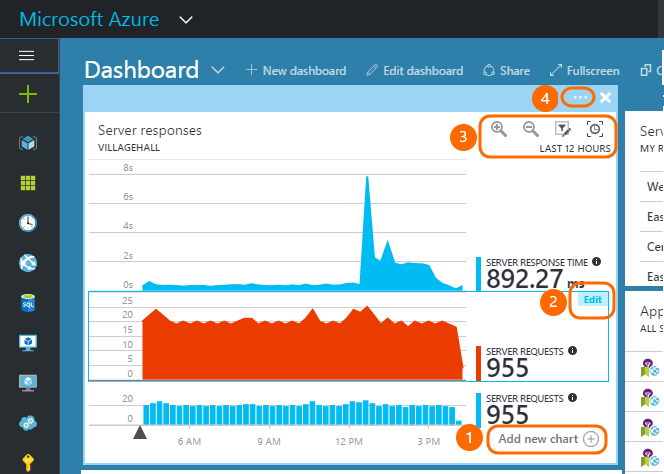 Microsoft Azure
Dashboard
New dashboard
Edit dashboard
Share
Fullscreen
C
4
Server responses
VILLAGEHALL
3
LAST 12 HOURS
Serv
MY R
8s
6s
4s
2s
0s
We
Eas
Cer
Eas
SERVER RESPONSE TIME
892.27 ms
2
Edit
25
20
15
10
5
0
SERVER REQUESTS
955
App
ALL S
20
0
SERVER REQUESTS
955
6 AM
9 AM
12 PM
3 PM
1
Add new chart
SQL